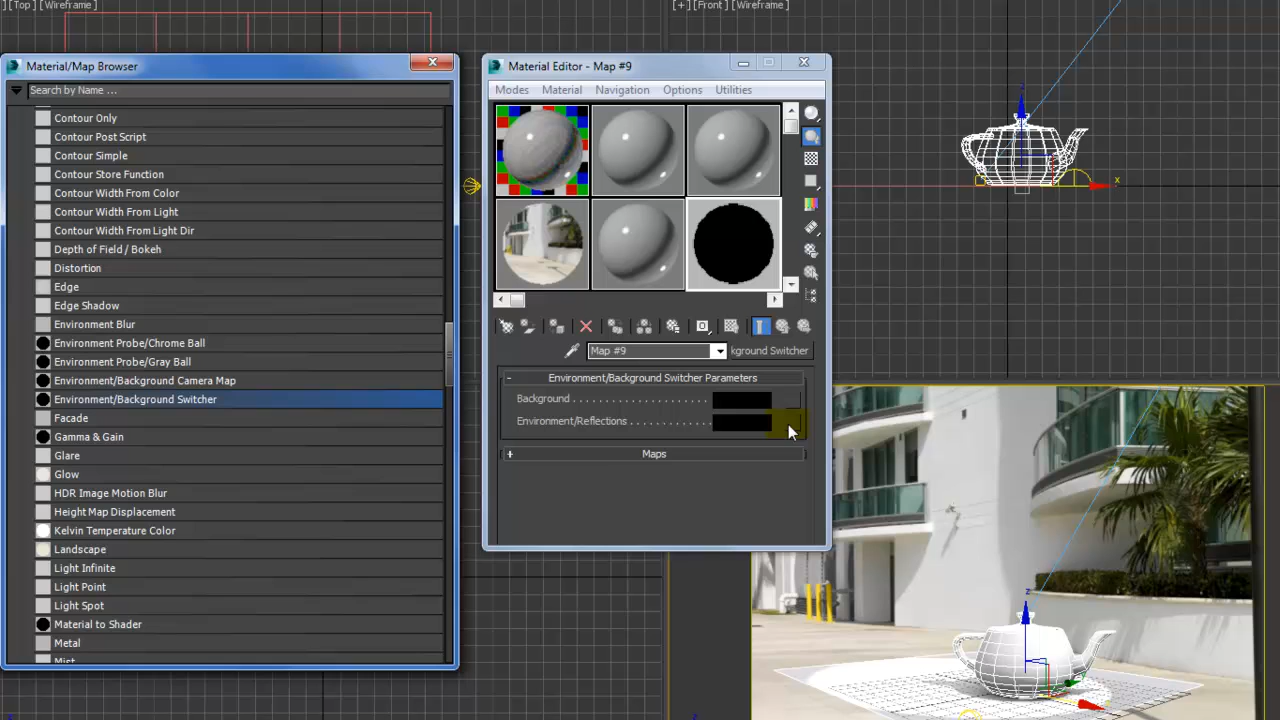 ][Top][Wireframe]
[+][Front][Wireframe]
Material/Map Browser
Search by Name ...
Contour Only
Contour Post Script
Contour Simple
Contour Store Function
Contour Width From Color
Contour Width From Light
Contour Width From Light Dir
Depth of Field / Bokeh
Distortion
Edge
Edge Shadow
Environment Blur
Environment Probe/Chrome Ball
Environment Probe/Gray Ball
Environment/Background Camera Map
Environment/Background Switcher
Facade
Gamma & Gain
Glare
Glow
HDR Image Motion Blur
Height Map Displacement
Kelvin Temperature Color
Landscape
Light Infinite
Light Point
Light Spot
Material to Shader
Metal
Mist
Material Editor - Map #9
Modes Material Navigation Options Utilities
Map #9 kground Switcher
- Environment/Background Switcher Parameters
Background . . . . . . . . . . . . . . . . . . . . . .
Environment/Reflections . . . . . . . . . . . .
+ Maps
z
x
z